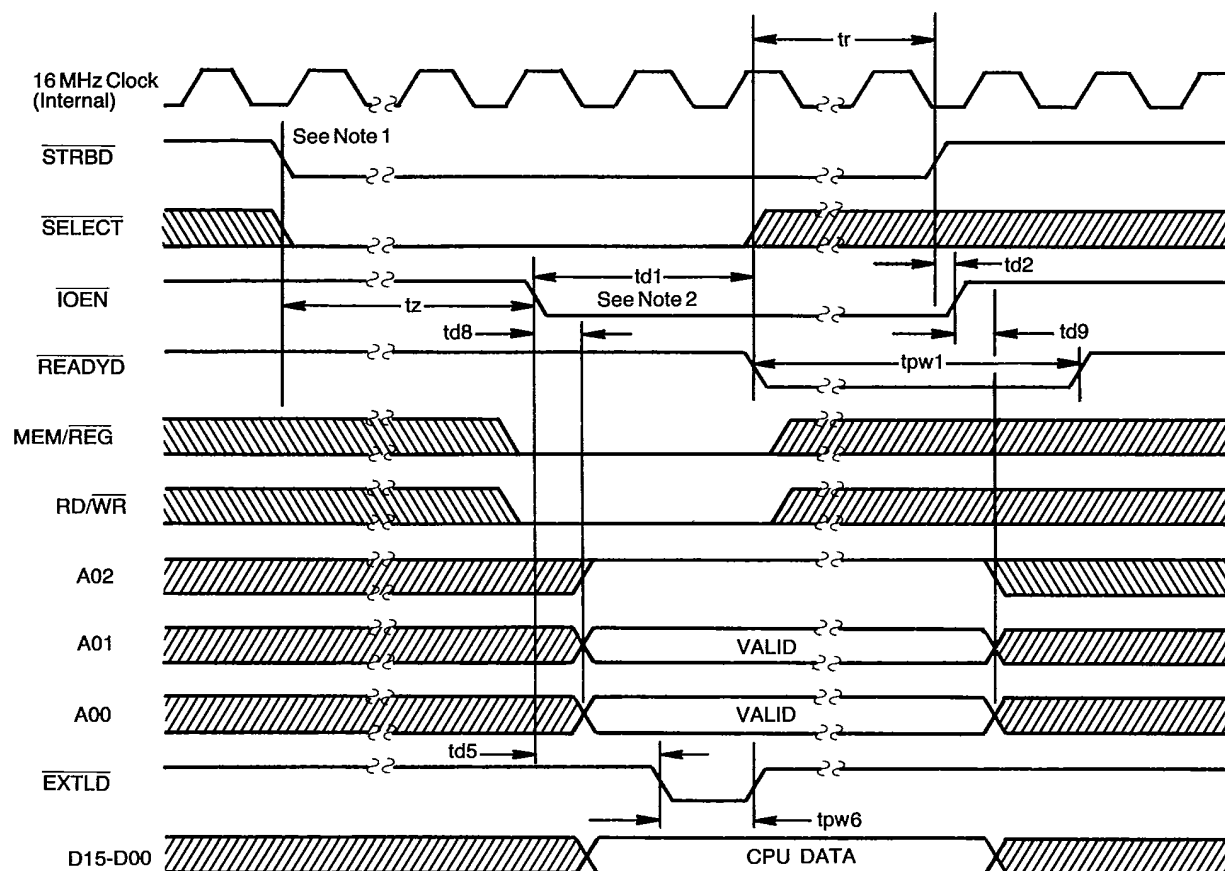 tr
16 MHz Clock
(Internal)
See Note 1
STRBD
SELECT
td2
td1
IOEN
See Note 2
tz
td8
td9
READYD
tpw1
MEM/REG
RD/WR
A02
A01
VALID
A00
VALID
td5
EXTLD
tpw6
D15-D00
CPU DATA